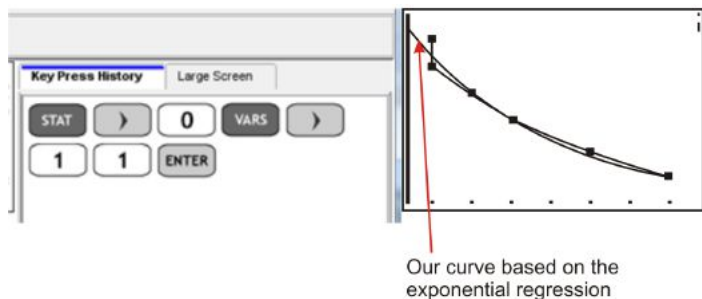 Key Press History Large Screen
STAT ) 0 VARS )
1 1 ENTER
Our curve based on the
exponential regression